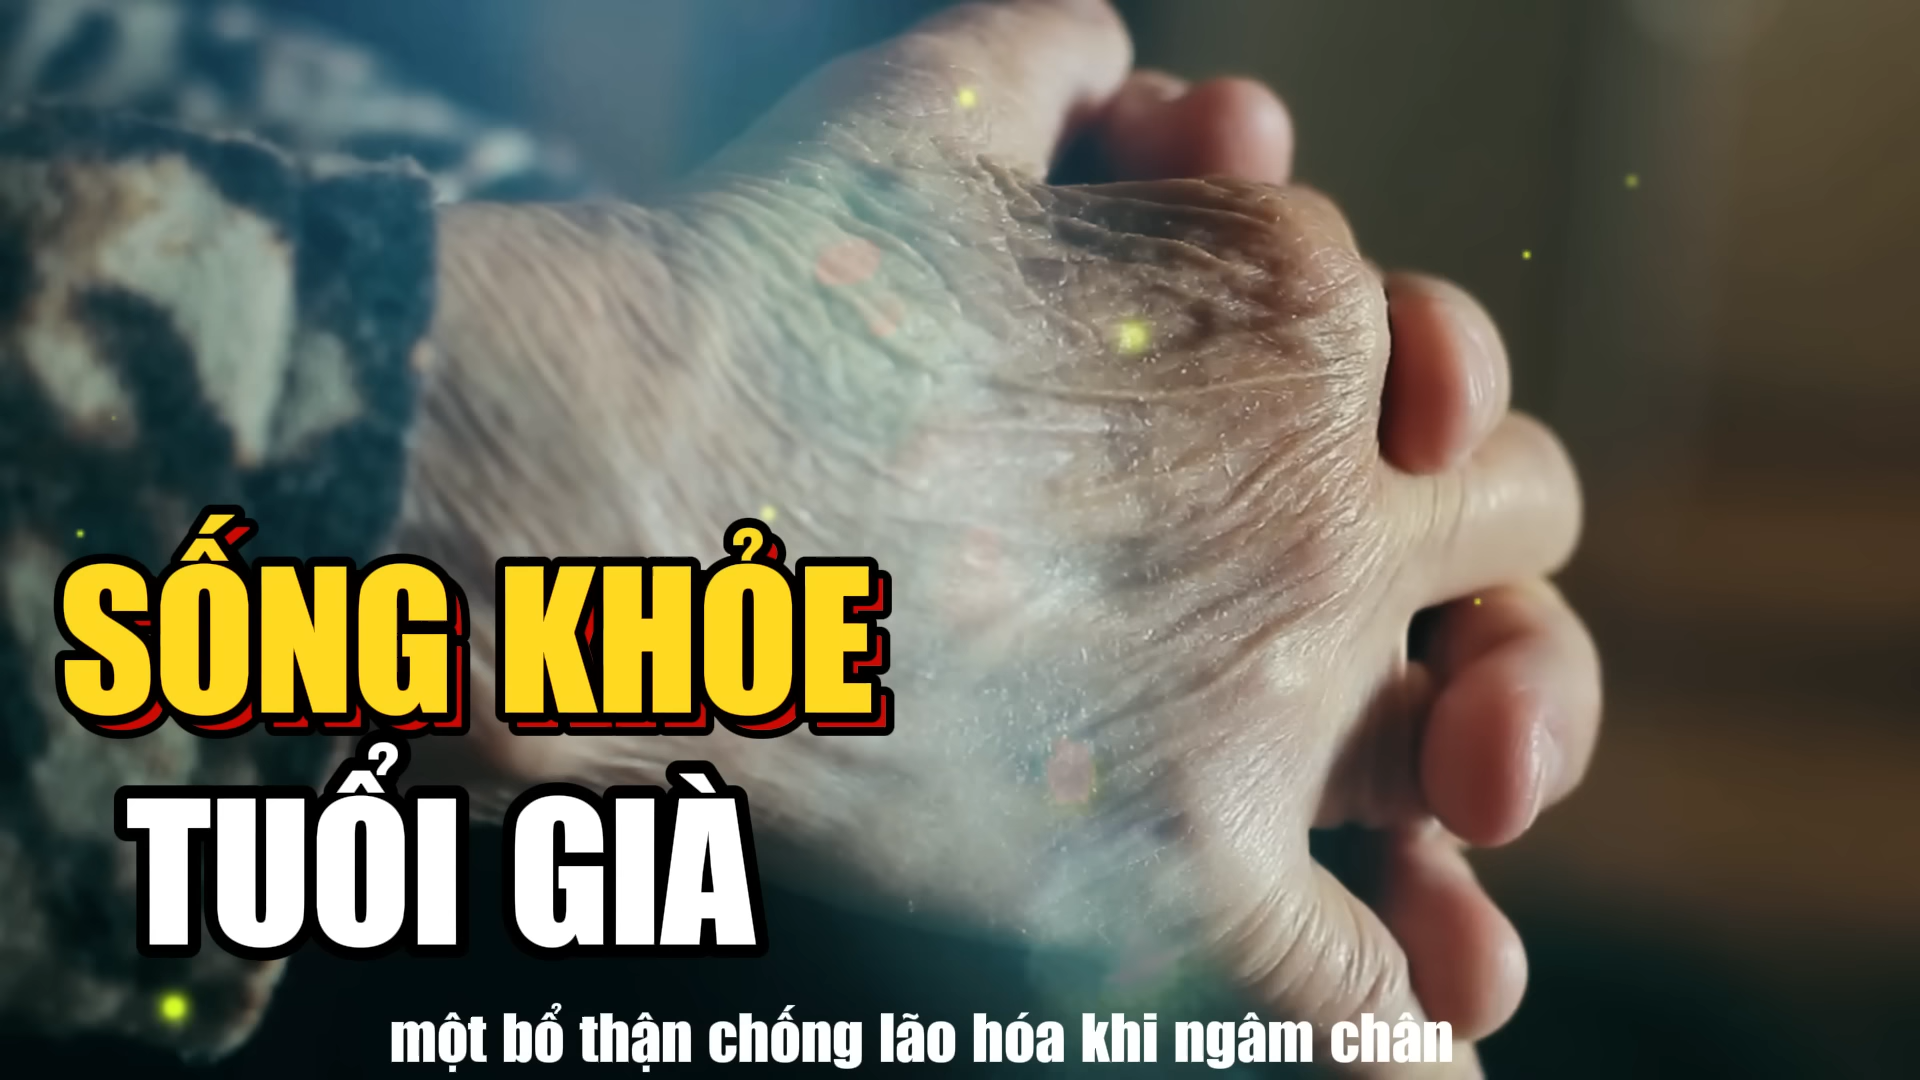 SỐNG KHỎE
TUỔI GIÀ
một bổ thận chống lão hóa khi ngâm chân